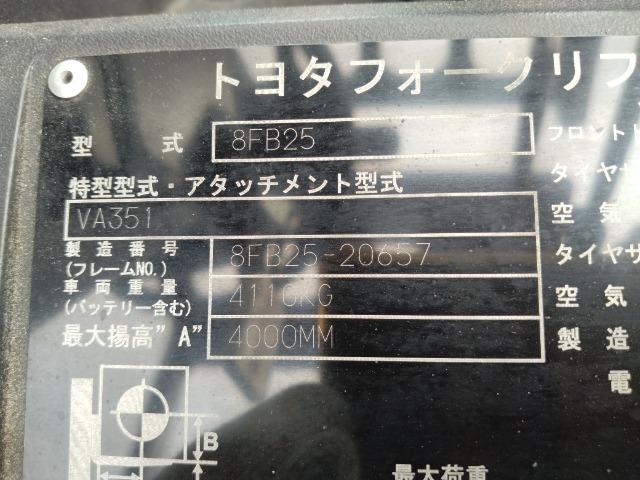 トヨタフォークリフ
型 式 8FB25 フロント
特型型式・アタッチメント型式 タイヤサ
VA351 空 気
製造番号 (フレームNO.) 8FB25-20657 タイヤサ
車両重量 (バッテリー含む) 4110KG 空 気
最大揚高"A" 4000MM 製 造
電
B
最大荷重